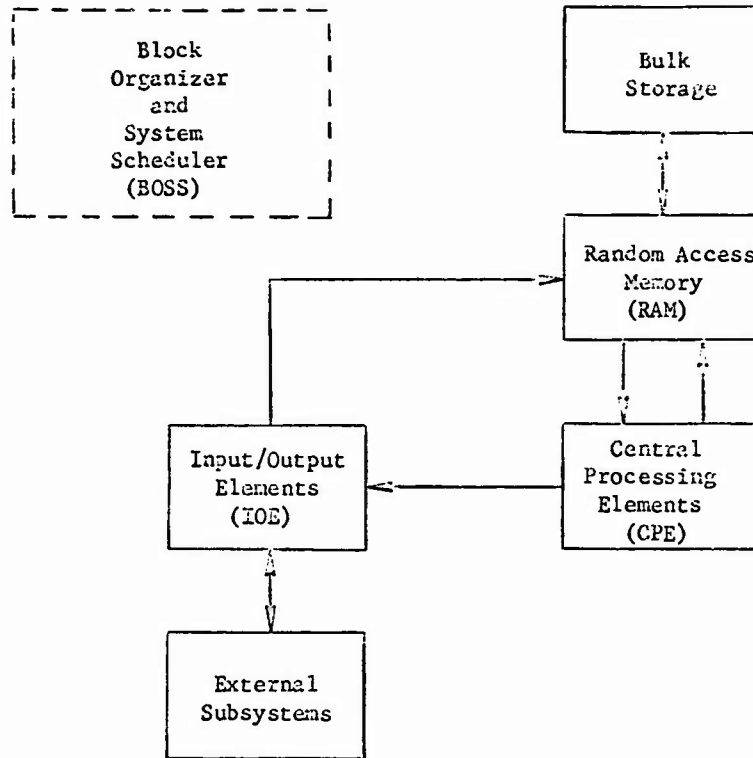 Block
Organizer
and
System
Scheduler
(BOSS)
Bulk
Storage
Random Access
Memory
(RAM)
Input/Output
Elements
(IOE)
Central
Processing
Elements
(CPE)
External
Subsystems